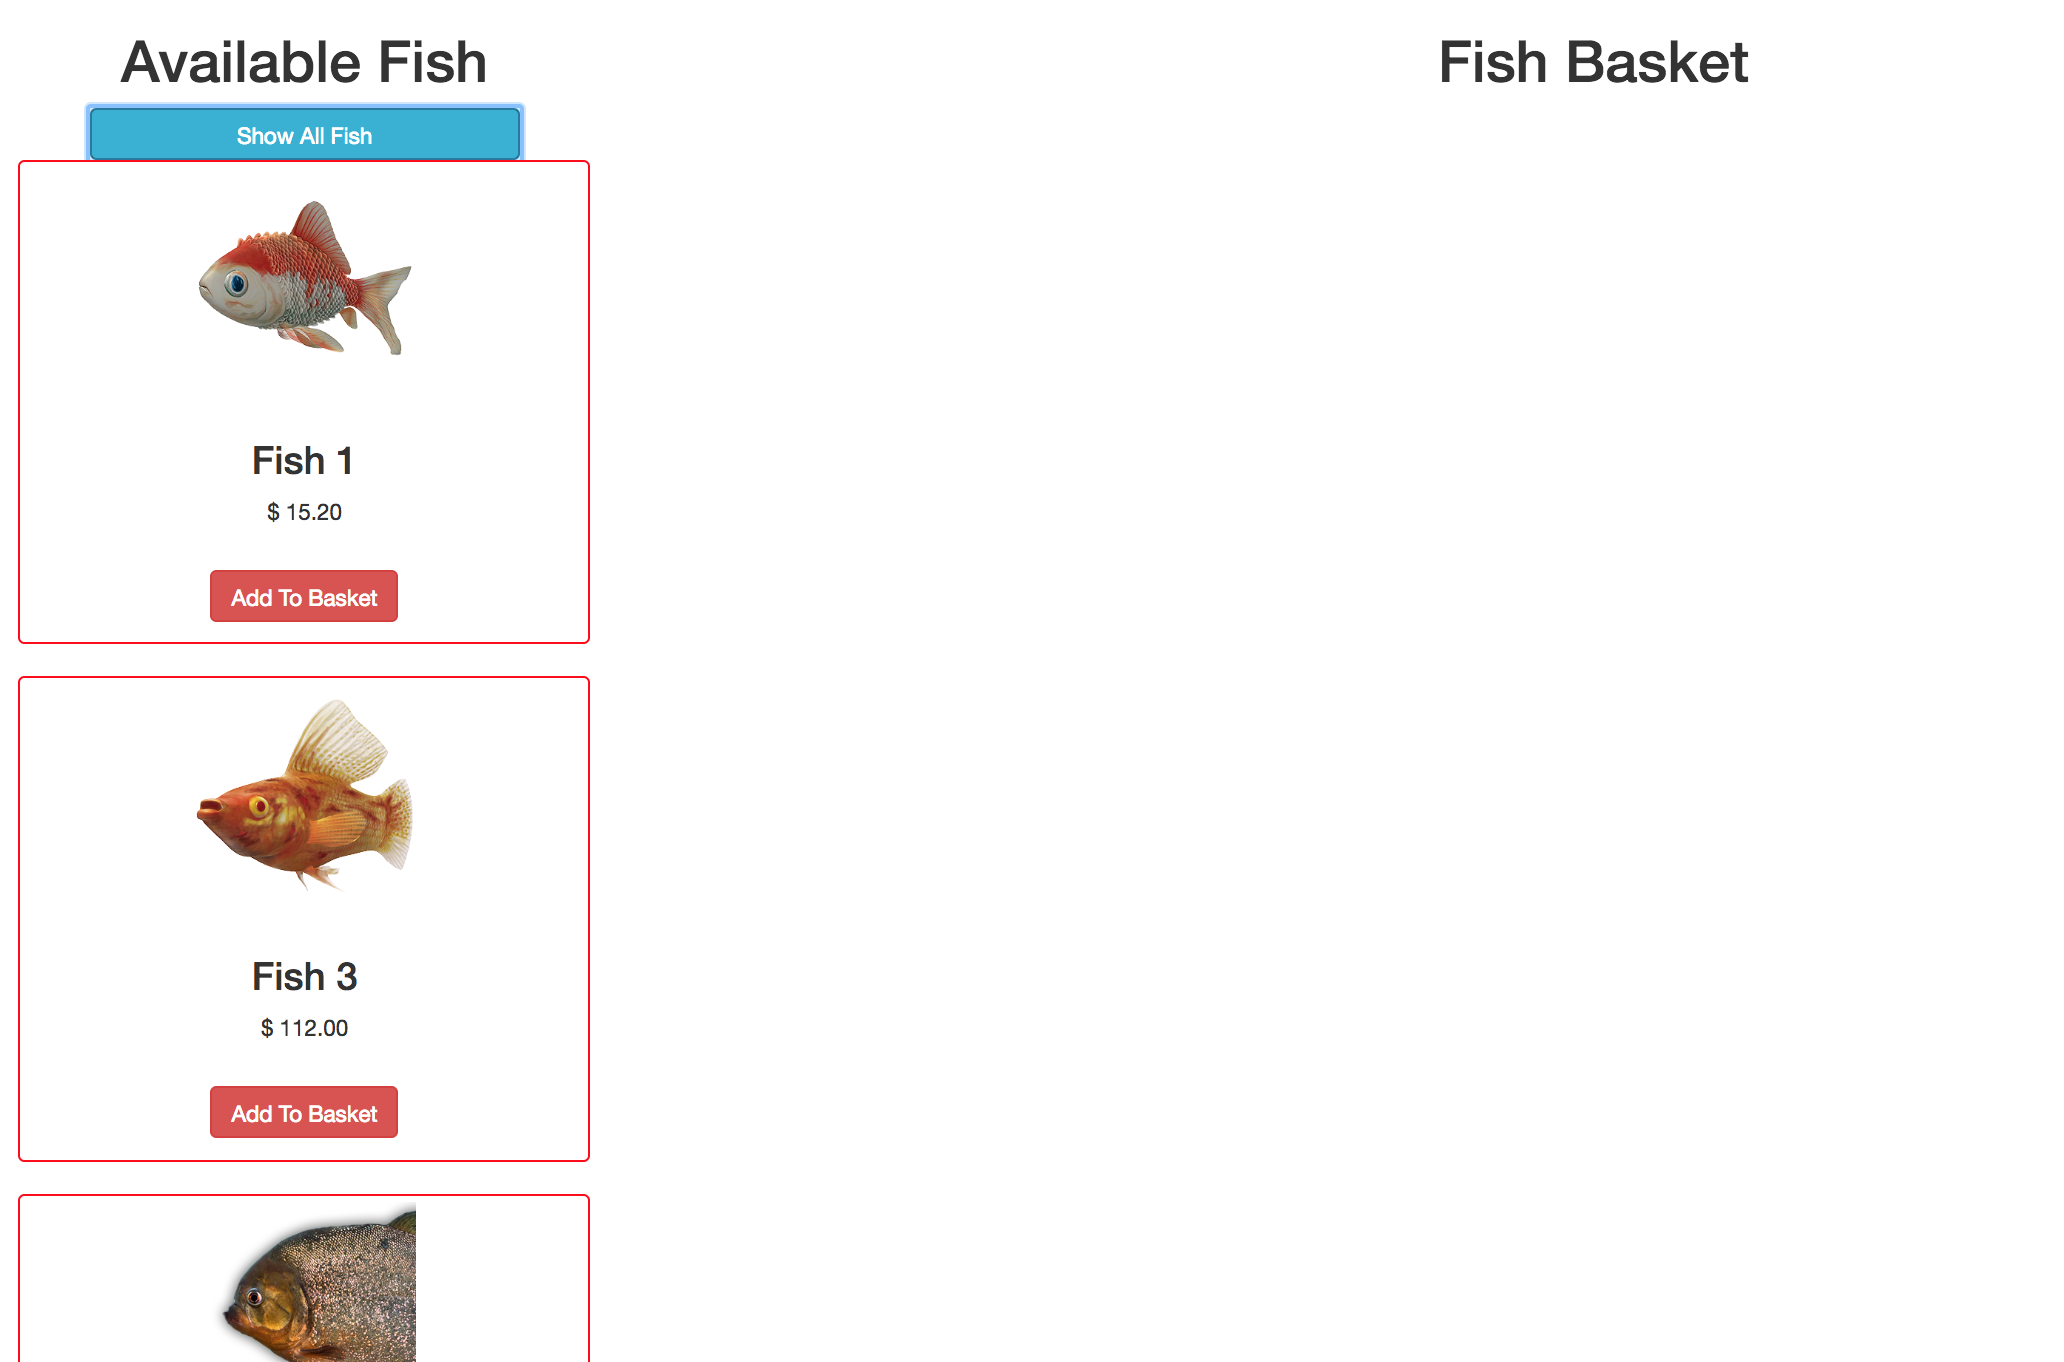 Available Fish
Show All Fish
Fish 1
$ 15.20
Add To Basket
Fish 3
$ 112.00
Add To Basket
Fish Basket